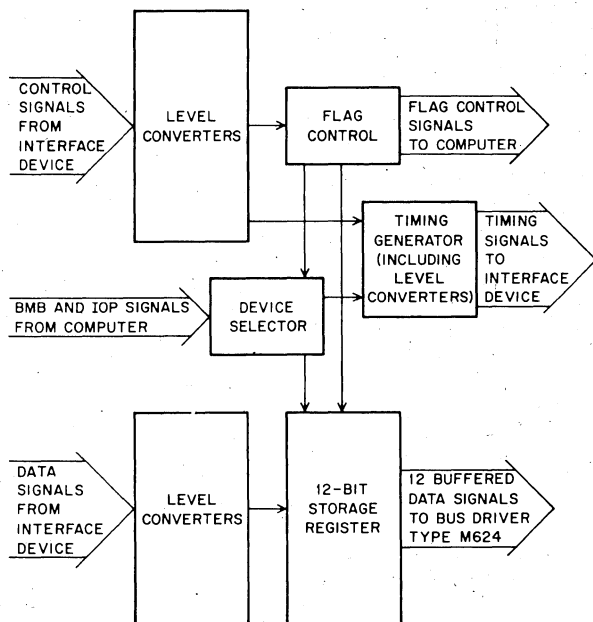 CONTROL
SIGNALS
FROM
INTERFACE
DEVICE
LEVEL
CONVERTERS
FLAG
CONTROL
FLAG CONTROL
SIGNALS
TO COMPUTER
TIMING
GENERATOR
(INCLUDING
LEVEL
CONVERTERS)
TIMING
SIGNALS
TO
INTERFACE
DEVICE
BMB AND IOP SIGNALS
FROM COMPUTER
DEVICE
SELECTOR
DATA
SIGNALS
FROM
INTERFACE
DEVICE
LEVEL
CONVERTERS
12-BIT
STORAGE
REGISTER
12 BUFFERED
DATA SIGNALS
TO BUS DRIVER
TYPE M624